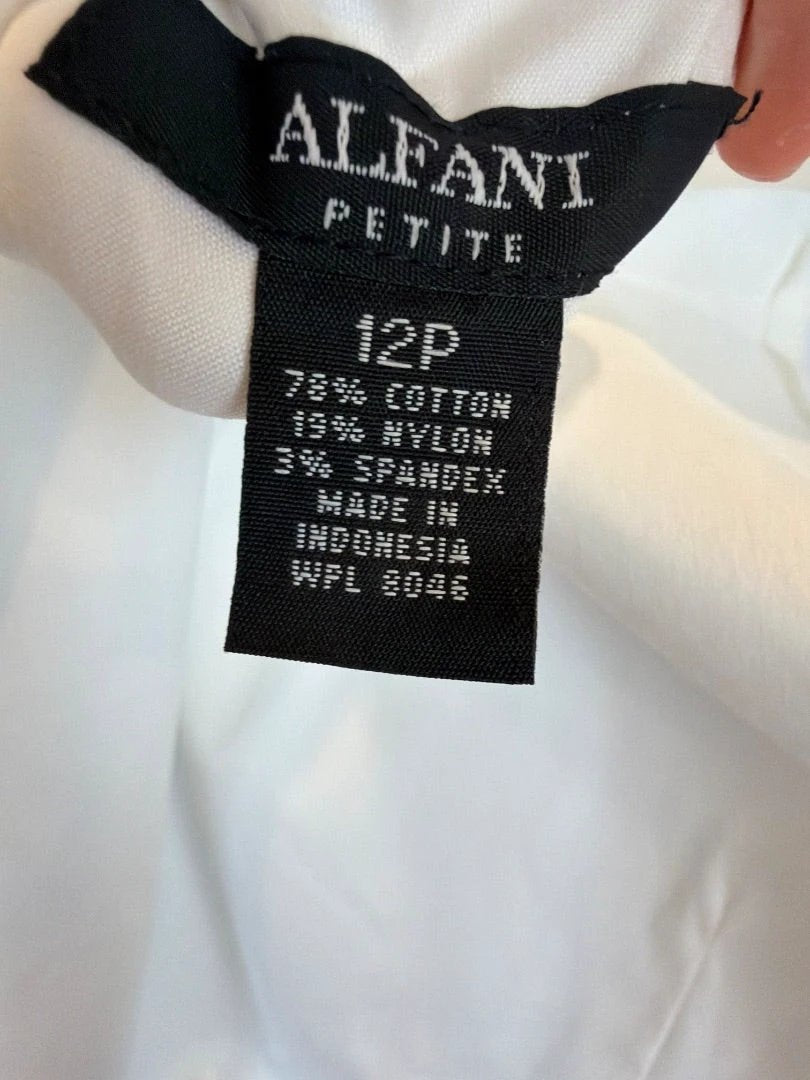 ALFANI
PETITE
12P
78% COTTON
19% NYLON
3% SPANDEX
MADE IN
INDONESIA
WPL 8046